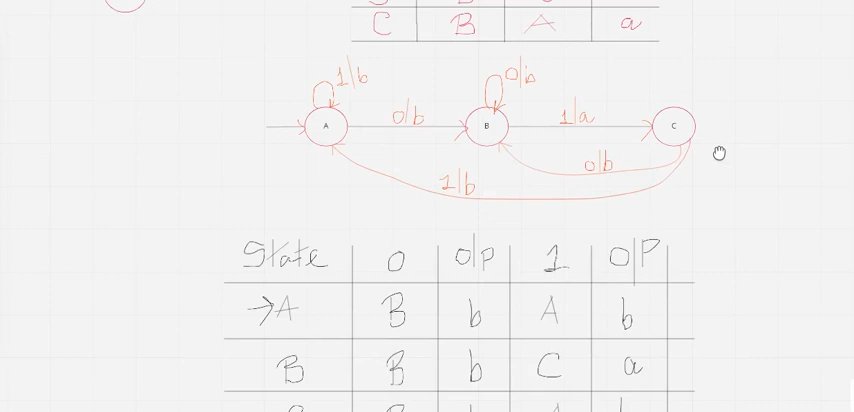 C B A a
1|b 0|b
A 0|b B 1|a C
0|b
1|b
State 0 O|P 1 O|P
→A B b A b
B B b C a